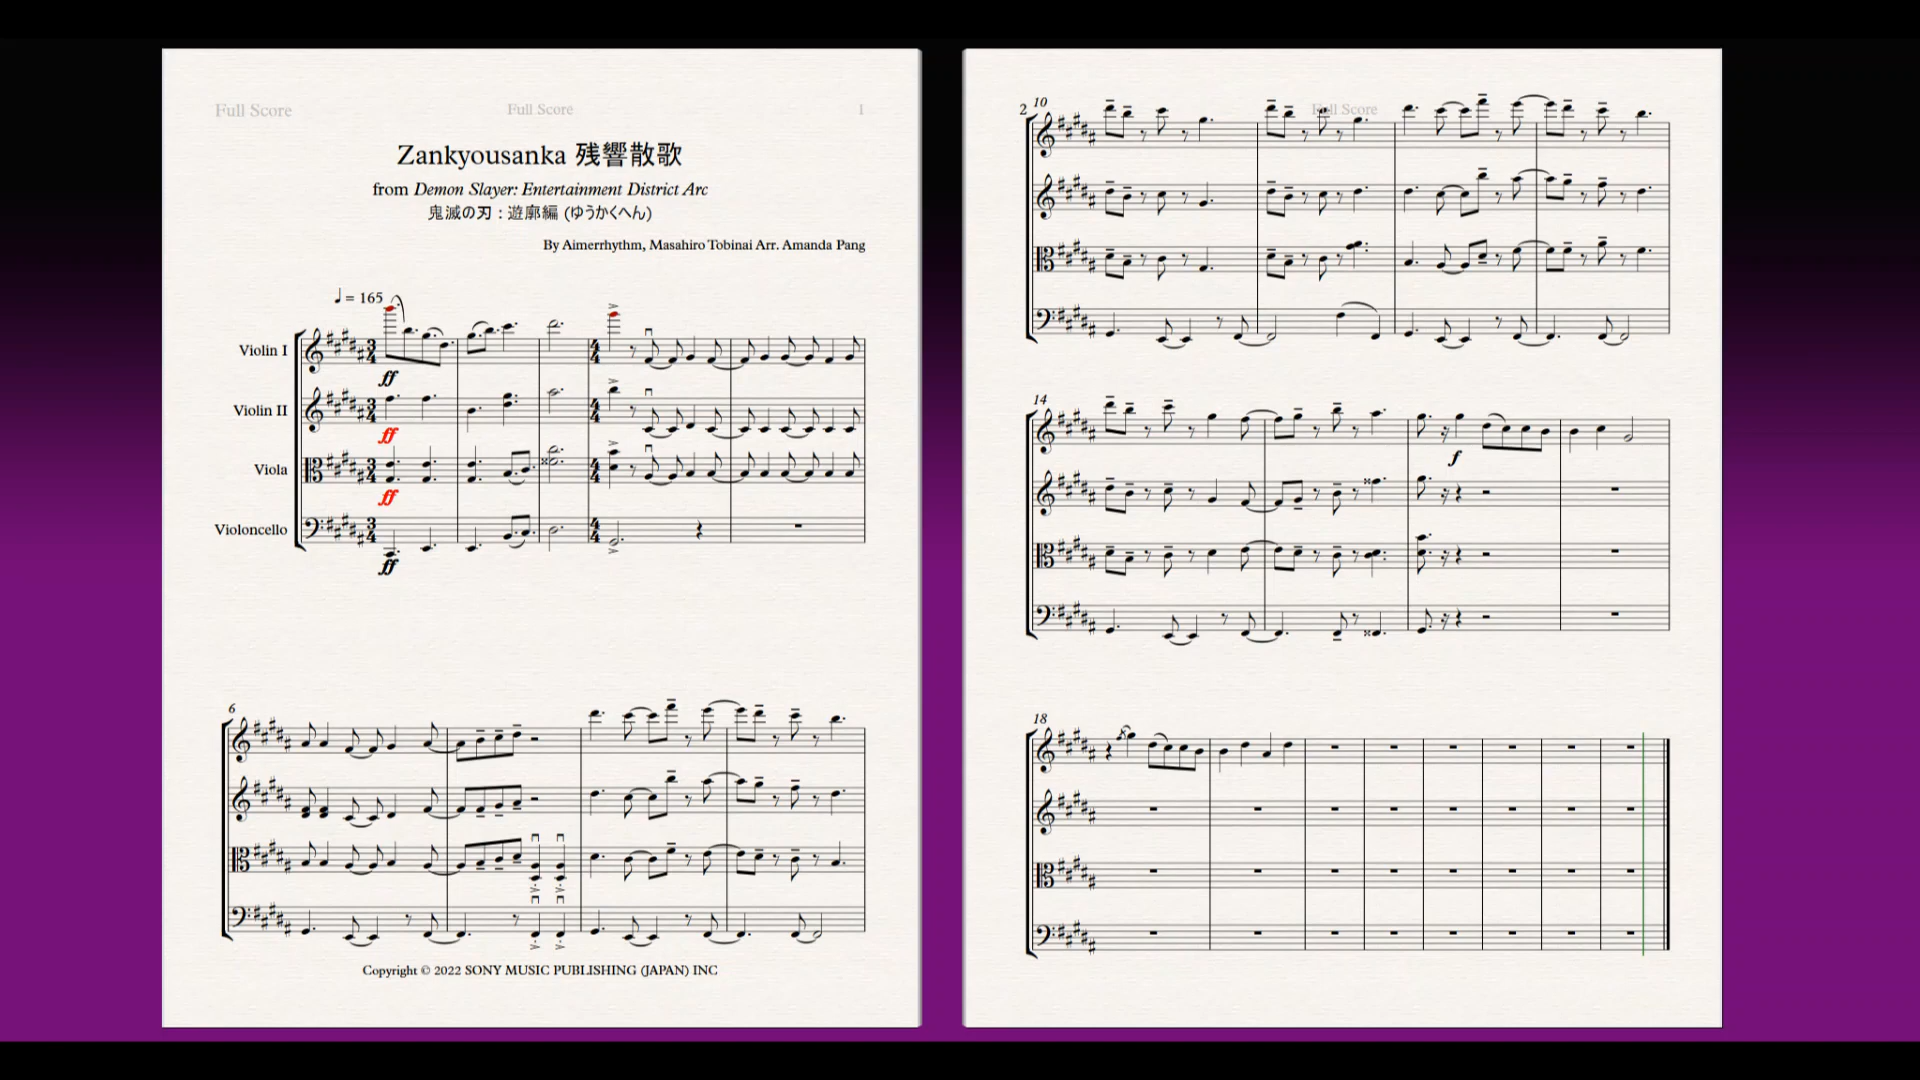 Full Score
Full Score
1
Zankyousanka 残響散歌
from Demon Slayer: Entertainment District Arc
鬼滅の刃 : 遊廓編 (ゆうかくへん)
By Aimerrhythm, Masahiro Tobinai Arr. Amanda Pang
♩ = 165
Violin I
ff
Violin II
ff
Viola
ff
Violoncello
ff
6
Copyright © 2022 SONY MUSIC PUBLISHING (JAPAN) INC
2
10
Full Score
14
f
18